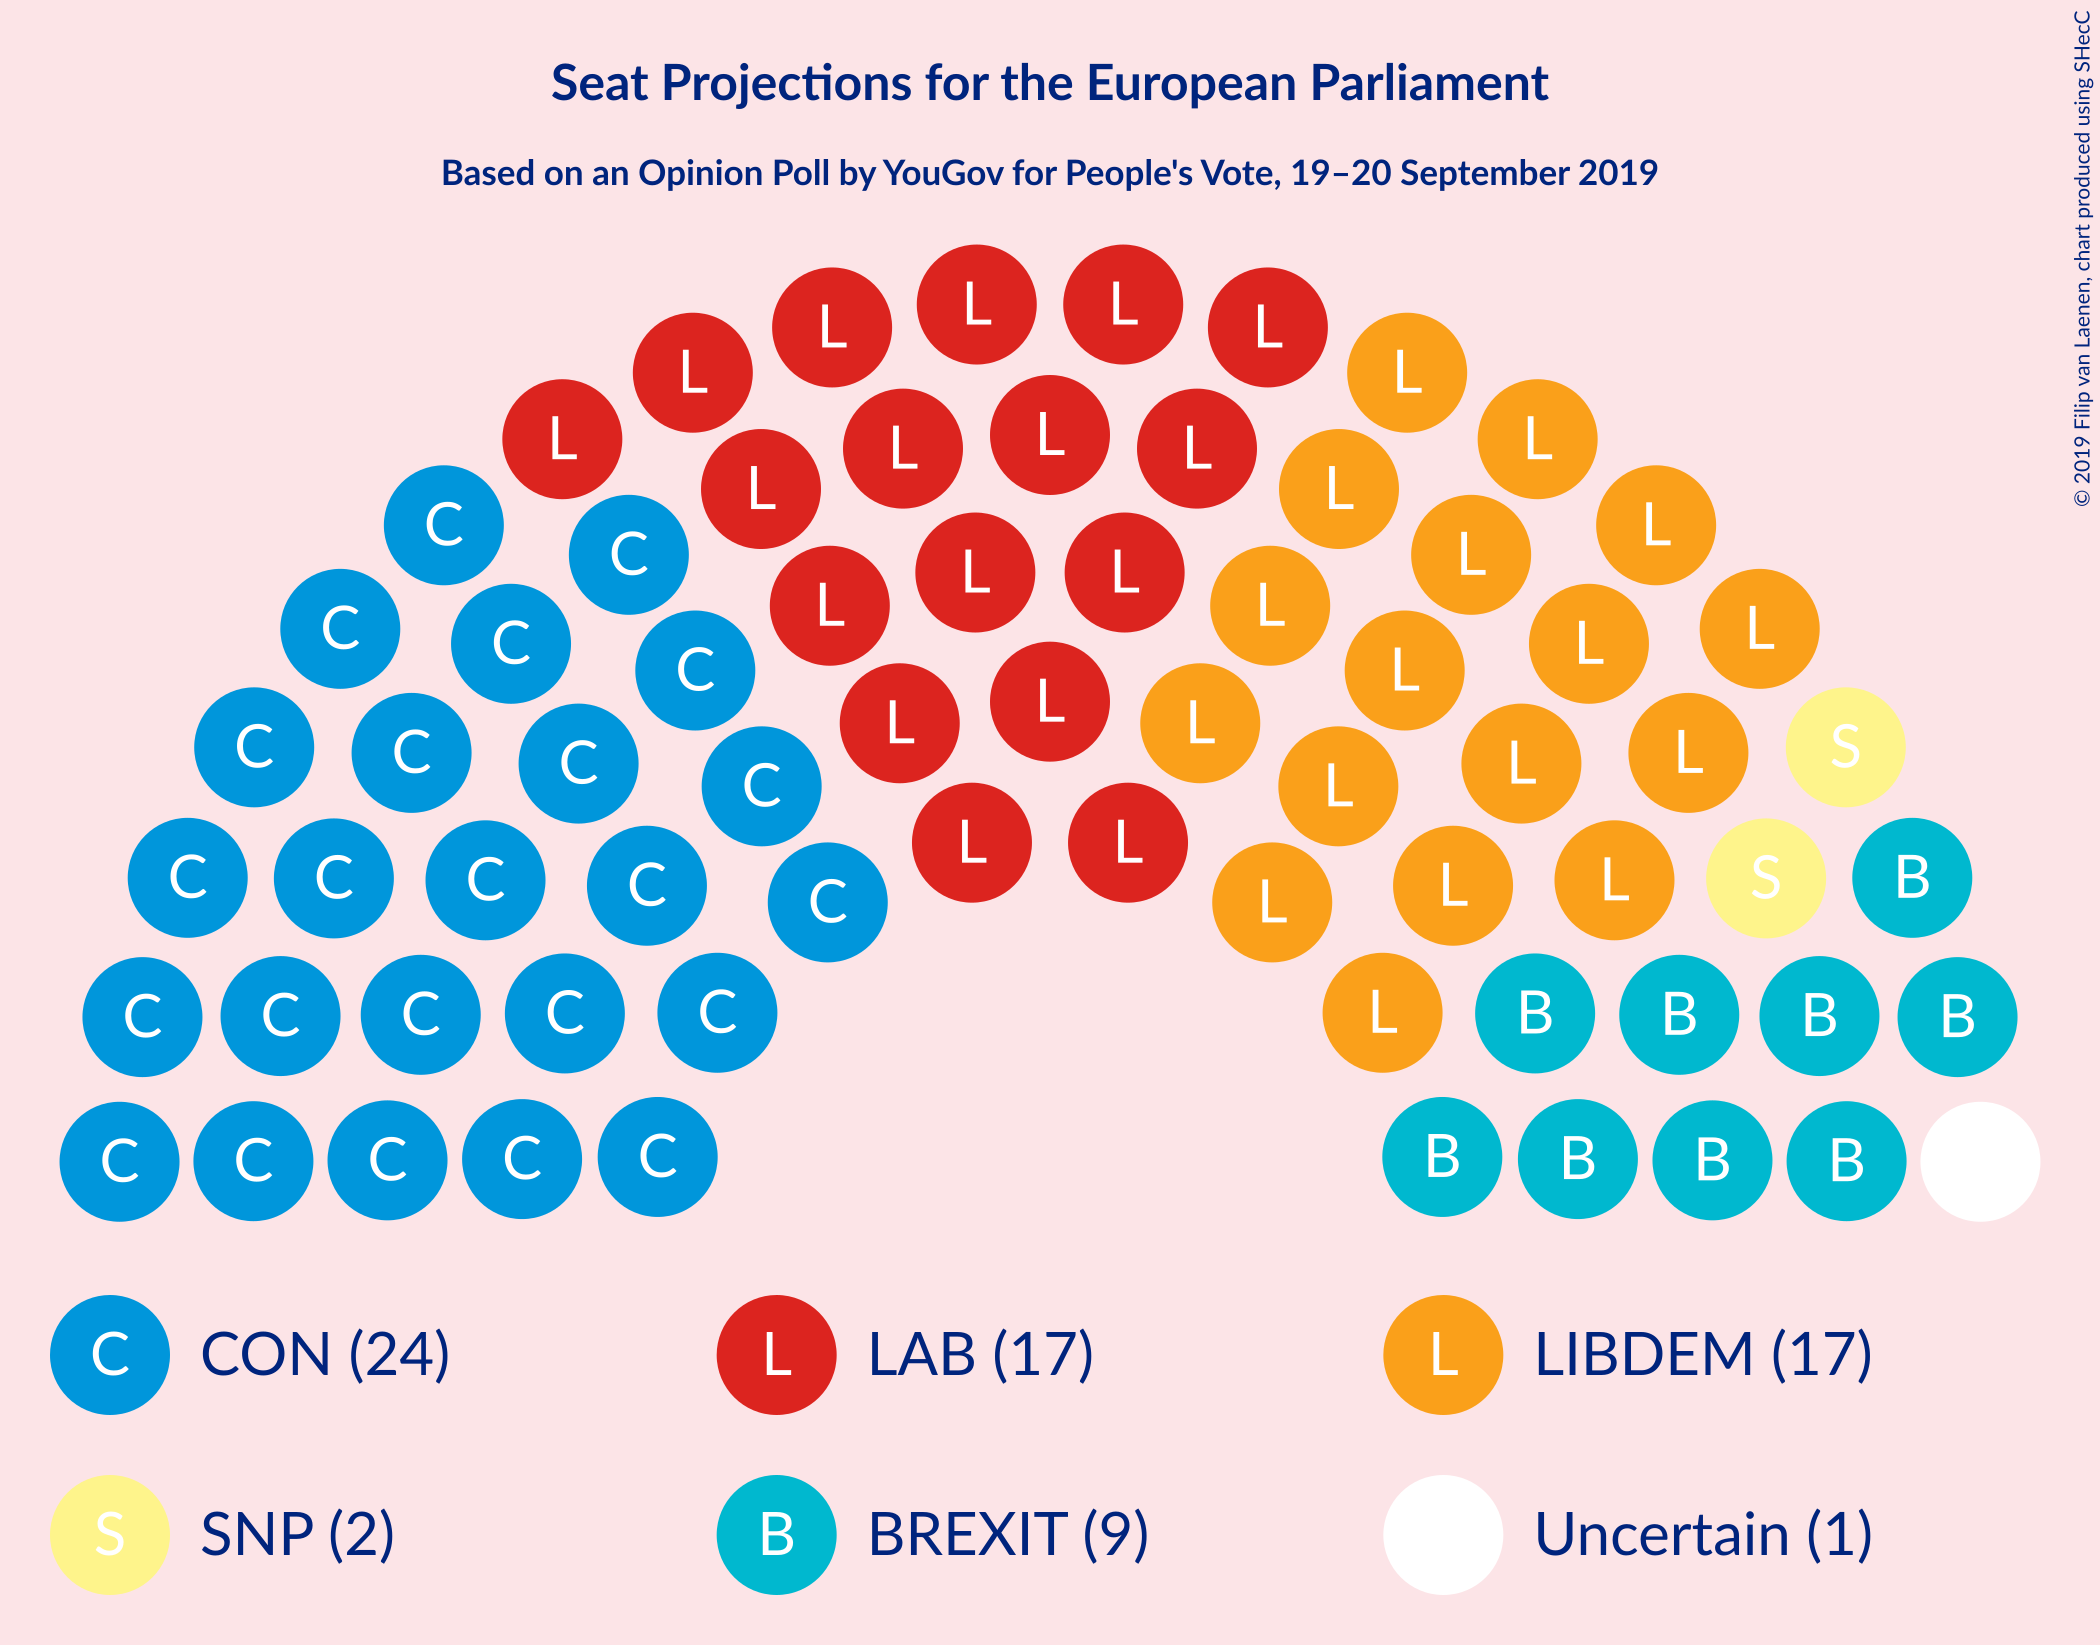 Seat Projections for the European Parliament
Based on an Opinion Poll by YouGov for People's Vote, 19–20 September 2019
© 2019 Filip van Laenen, chart produced using SHecC
L L L L
L L L L
L L L L
C L L L L L
C C L L L L
C C L L L L
C C L L L L
C C C L L S
C C C C C L L L S B
C C C C C L B B B B
C C C C C B B B B
C CON (24) L LAB (17) L LIBDEM (17)
S SNP (2) B BREXIT (9) Uncertain (1)